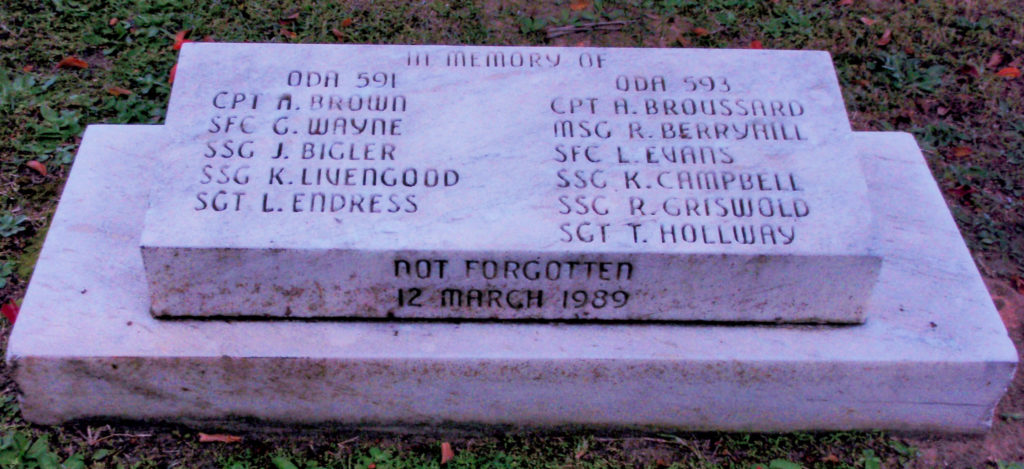 IN MEMORY OF
ODA 591
CPT A. BROWN
SFC G. WAYNE
SSG J. BIGLER
SSG K. LIVENGOOD
SGT L. ENDRESS
ODA 593
CPT A. BROUSSARD
MSG R. BERRYHILL
SFC L. EVANS
SSG K. CAMPBELL
SSG R. GRISWOLD
SGT T. HOLLWAY
NOT FORGOTTEN
12 MARCH 1989